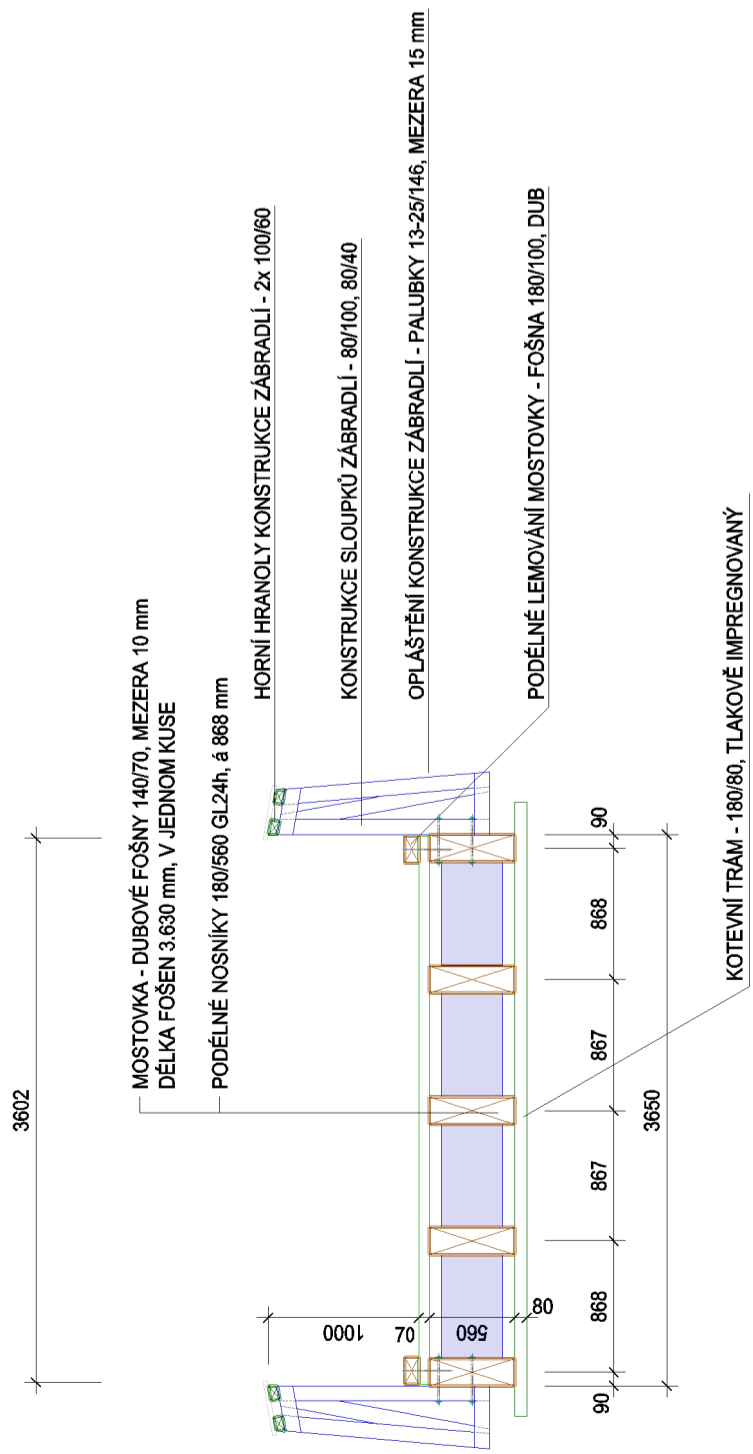 3602
MOSTOVKA - DUBOVÉ FOŠNY 140/70, MEZERA 10 mm
DÉLKA FOŠEN 3.630 mm, V JEDNOM KUSE
PODÉLNÉ NOSNÍKY 180/560 GL24h, á 868 mm
HORNÍ HRANOLY KONSTRUKCE ZÁBRADLÍ - 2x 100/60
KONSTRUKCE SLOUPKŮ ZÁBRADLÍ - 80/100, 80/40
OPLÁŠTĚNÍ KONSTRUKCE ZÁBRADLÍ - PALUBKY 13-25/146, MEZERA 15 mm
PODÉLNÉ LEMOVÁNÍ MOSTOVKY - FOŠNA 180/100, DUB
KOTEVNÍ TRÁM - 180/80, TLAKOVĚ IMPREGNOVANÝ
1000
70
560
80
90
868
867
867
868
90
3650